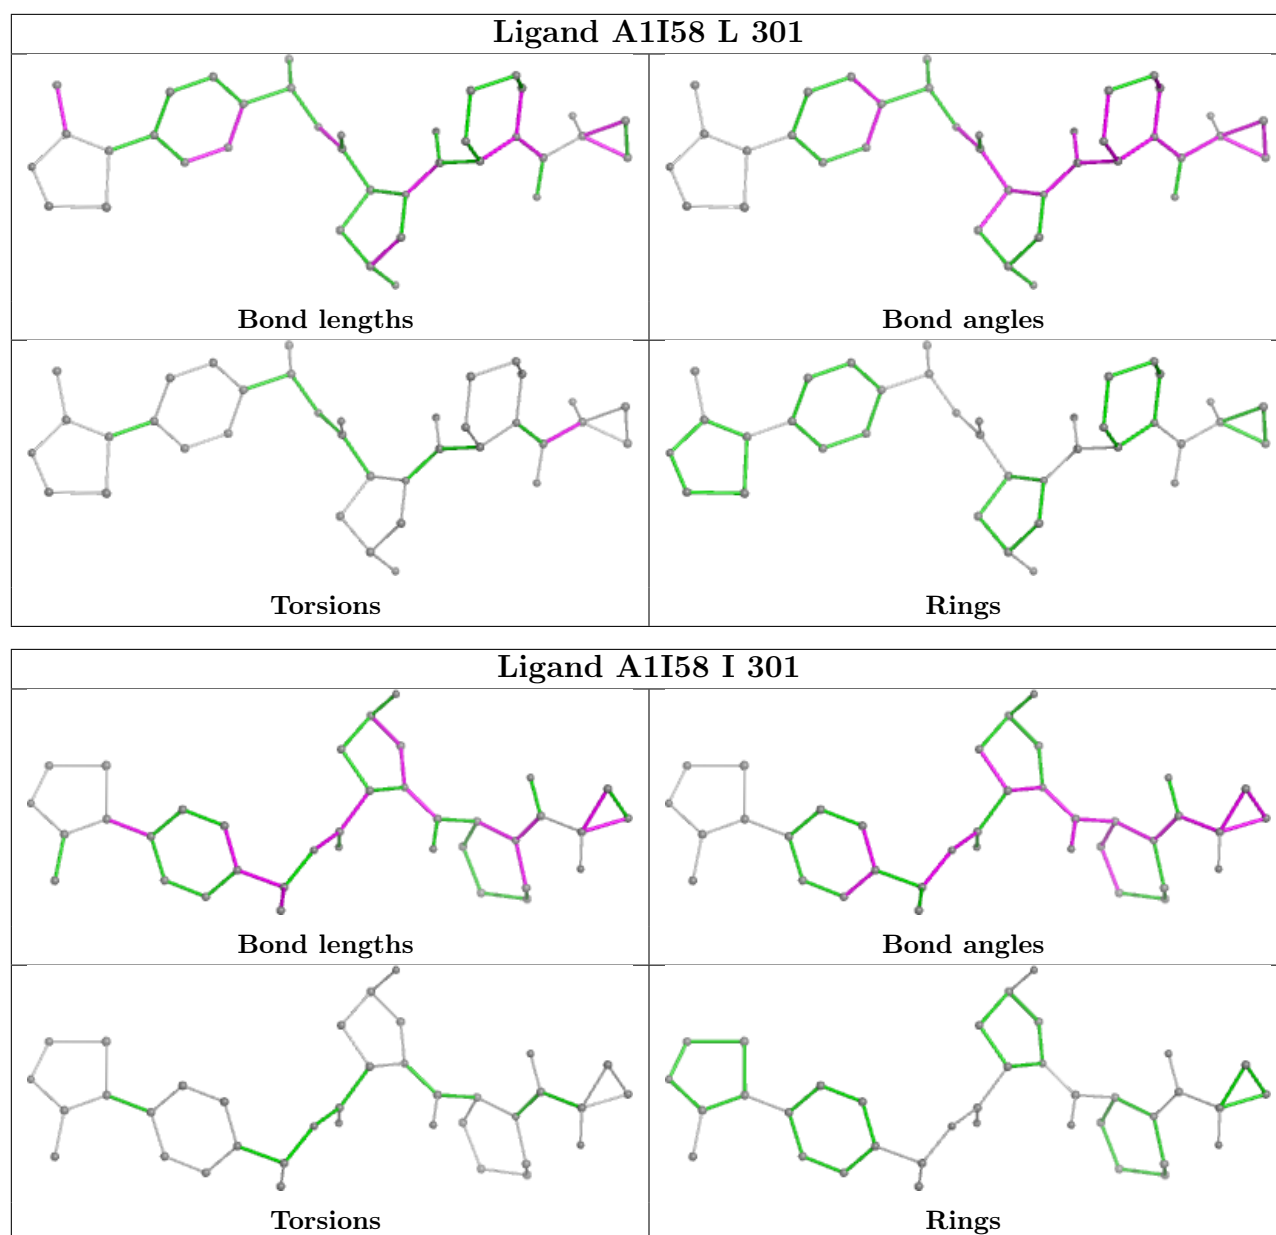 Ligand A1I58 L 301
Bond lengths
Bond angles
Torsions
Rings
Ligand A1I58 I 301
Bond lengths
Bond angles
Torsions
Rings